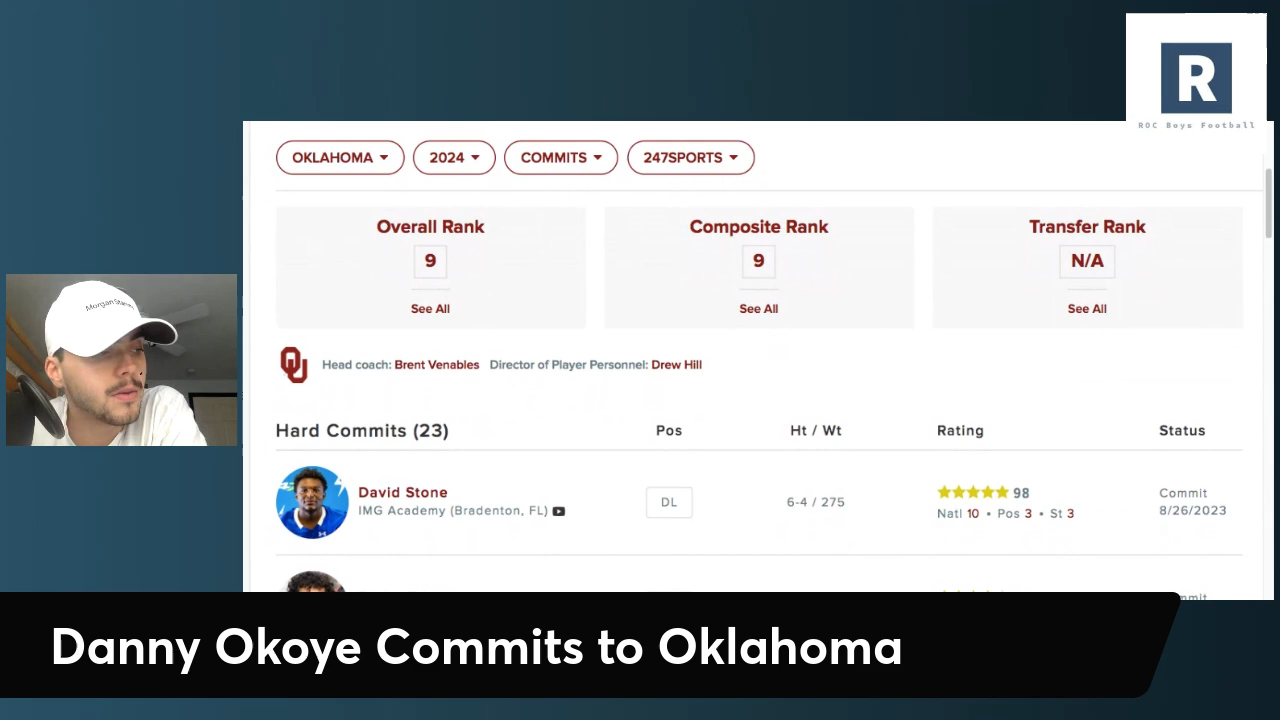 R
ROC Boys Football
OKLAHOMA 2024 COMMITS 247SPORTS
Overall Rank Composite Rank Transfer Rank
9 9 N/A
See All See All See All
OU Head coach: Brent Venables Director of Player Personnel: Drew Hill
Hard Commits (23) Pos Ht / Wt Rating Status
David Stone DL 6-4 / 275 98 Commit
IMG Academy (Bradenton, FL) Natl 10 • Pos 3 • St 3 8/26/2023
Morgan Stanley
Danny Okoye Commits to Oklahoma